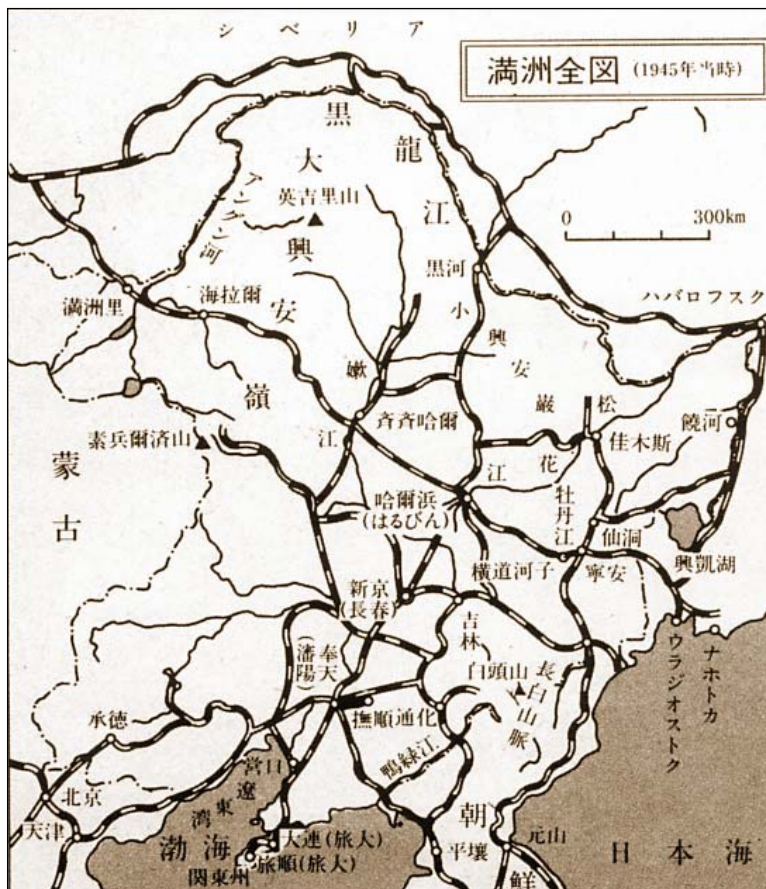 シベリア
満洲全図 (1945年当時)
0 300km
黒龍江
大興安嶺
英吉里山
アングン河
黒河
小興安
ハバロフスク
満洲里
海拉爾
嫩江
斉斉哈爾
巌
松花江
佳木斯
饒河
素兵爾済山
蒙古
哈爾浜
(はるびん)
牡丹江
仙洞
興凱湖
横道河子
寧安
新京
(長春)
吉林
ウラジオストク
ナホトカ
奉天
(瀋陽)
白頭山
長白山脈
撫順
通化
承徳
鴨緑江
営口
北京
遼東湾
天津
渤海
大連(旅大)
旅順(旅大)
関東州
朝鮮
平壌
元山
日本海